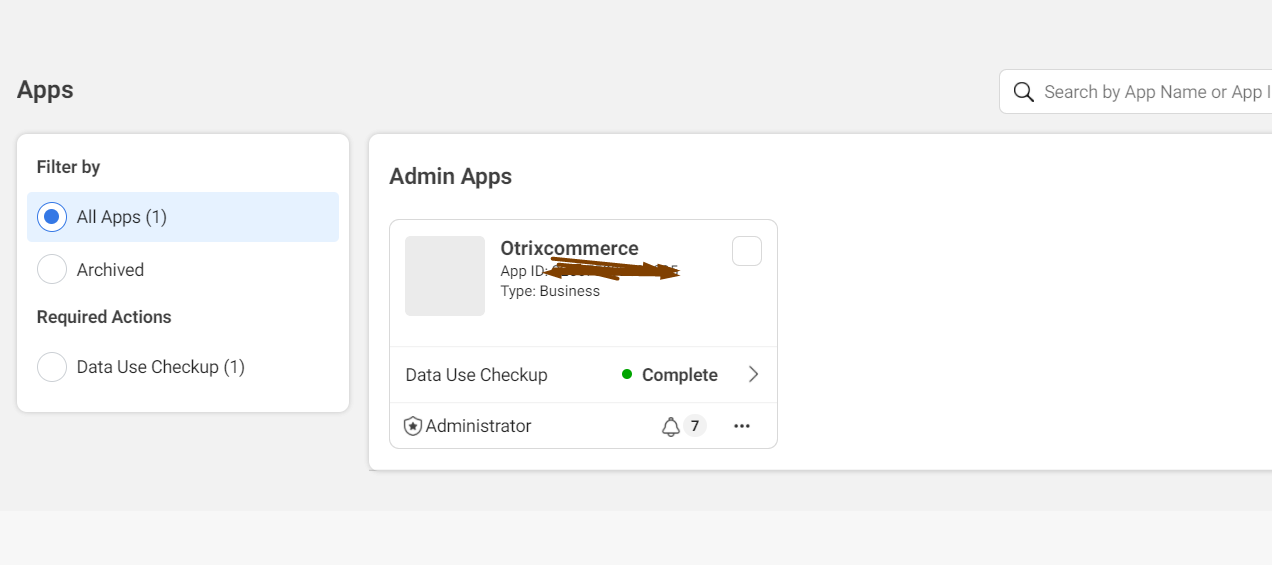 Apps
Search by App Name or App I
Filter by
All Apps (1)
Archived
Required Actions
Data Use Checkup (1)
Admin Apps
Otrixcommerce
App ID:
Type: Business
Data Use Checkup
Complete
Administrator
7